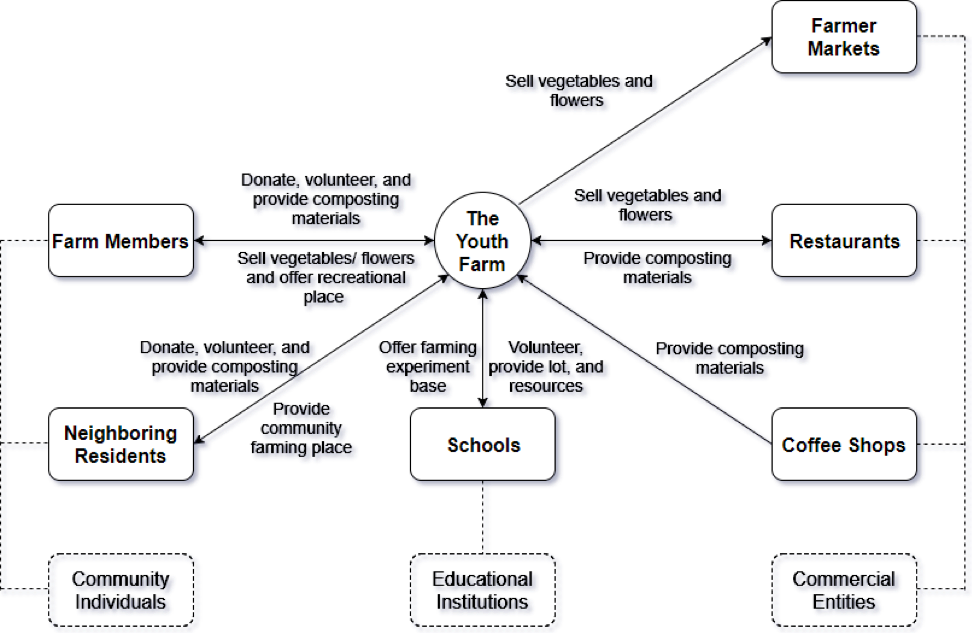 Farmer
Markets
Sell vegetables and
flowers
Donate, volunteer, and
provide composting
materials
Sell vegetables and
flowers
The
Youth
Farm
Farm Members
Restaurants
Sell vegetables/ flowers
and offer recreational
place
Provide composting
materials
Donate, volunteer, and
provide composting
materials
Offer farming
experiment
base
Volunteer,
provide lot, and
resources
Provide composting
materials
Provide
community
farming place
Neighboring
Residents
Schools
Coffee Shops
Community
Individuals
Educational
Institutions
Commercial
Entities